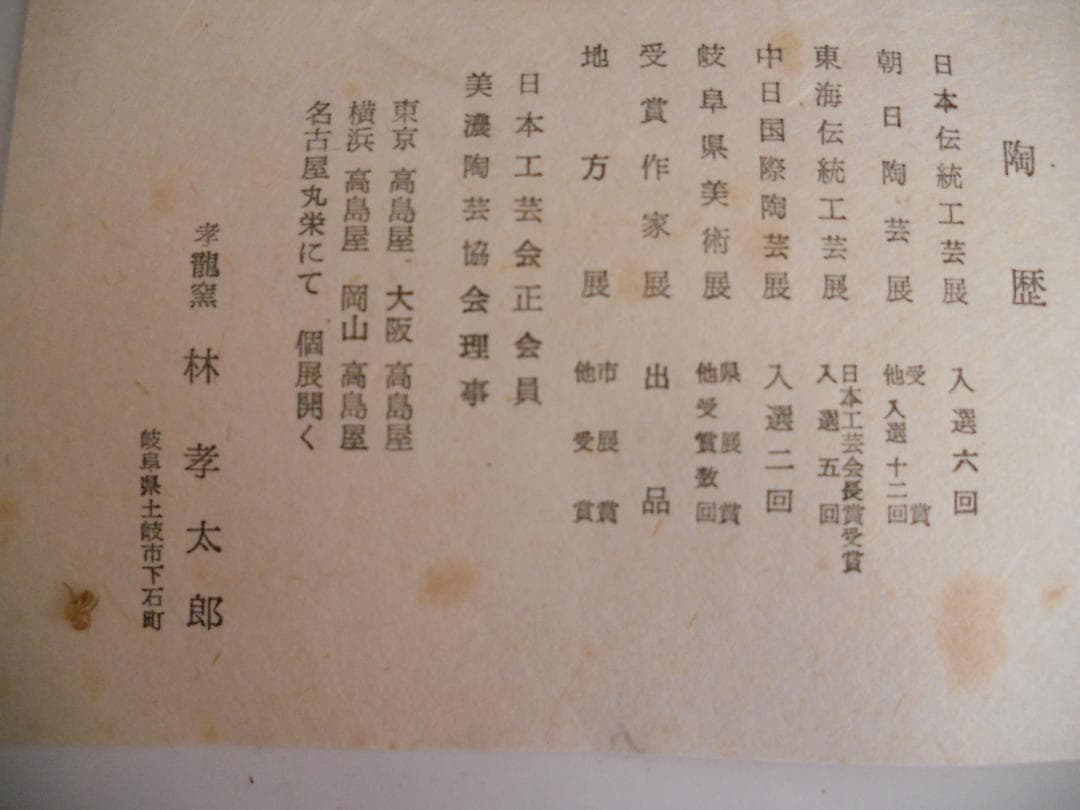 陶歴
日本伝統工芸展 入選六回
朝日陶芸展 受賞 他入選十二回
東海伝統工芸展 日本工芸会長賞受賞 入選五回
中日国際陶芸展 入選二回
岐阜県美術展 県展賞 他受賞数回
受賞作家展 出品
地方展 市展賞 他受賞
日本工芸会正会員
美濃陶芸協会理事
東京 高島屋、大阪 高島屋
横浜 高島屋 岡山 高島屋
名古屋丸栄にて 個展開く
孝龍窯 林孝太郎
岐阜県土岐市下石町